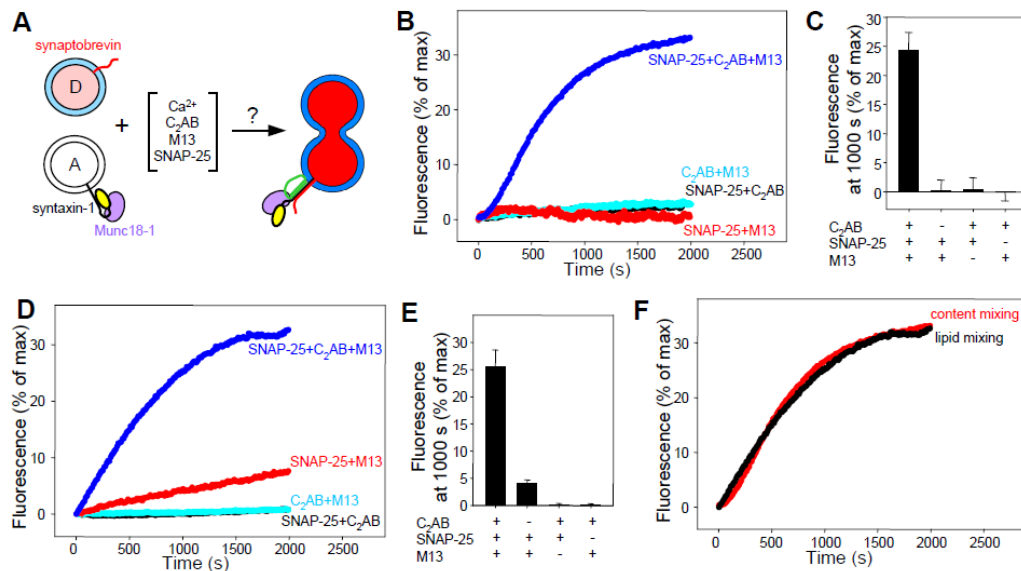 A
synaptobrevin
D
+
Ca²⁺
C₂AB
M13
SNAP-25
?
A
syntaxin-1
Munc18-1
B
Fluorescence (% of max)
30
20
10
0
SNAP-25+C₂AB+M13
C₂AB+M13
SNAP-25+C₂AB
SNAP-25+M13
0 500 1000 1500 2000 2500
Time (s)
C
Fluorescence
at 1000 s (% of max)
30
25
20
15
10
5
0
C₂AB + - + +
SNAP-25 + + + -
M13 + + - +
D
Fluorescence (% of max)
30
20
10
0
SNAP-25+C₂AB+M13
SNAP-25+M13
C₂AB+M13
SNAP-25+C₂AB
0 500 1000 1500 2000 2500
Time (s)
E
Fluorescence
at 1000 s (% of max)
30
25
20
15
10
5
0
C₂AB + - + +
SNAP-25 + + + -
M13 + + - +
F
Fluorescence (% of max)
30
20
10
0
content mixing
lipid mixing
0 500 1000 1500 2000 2500
Time (s)